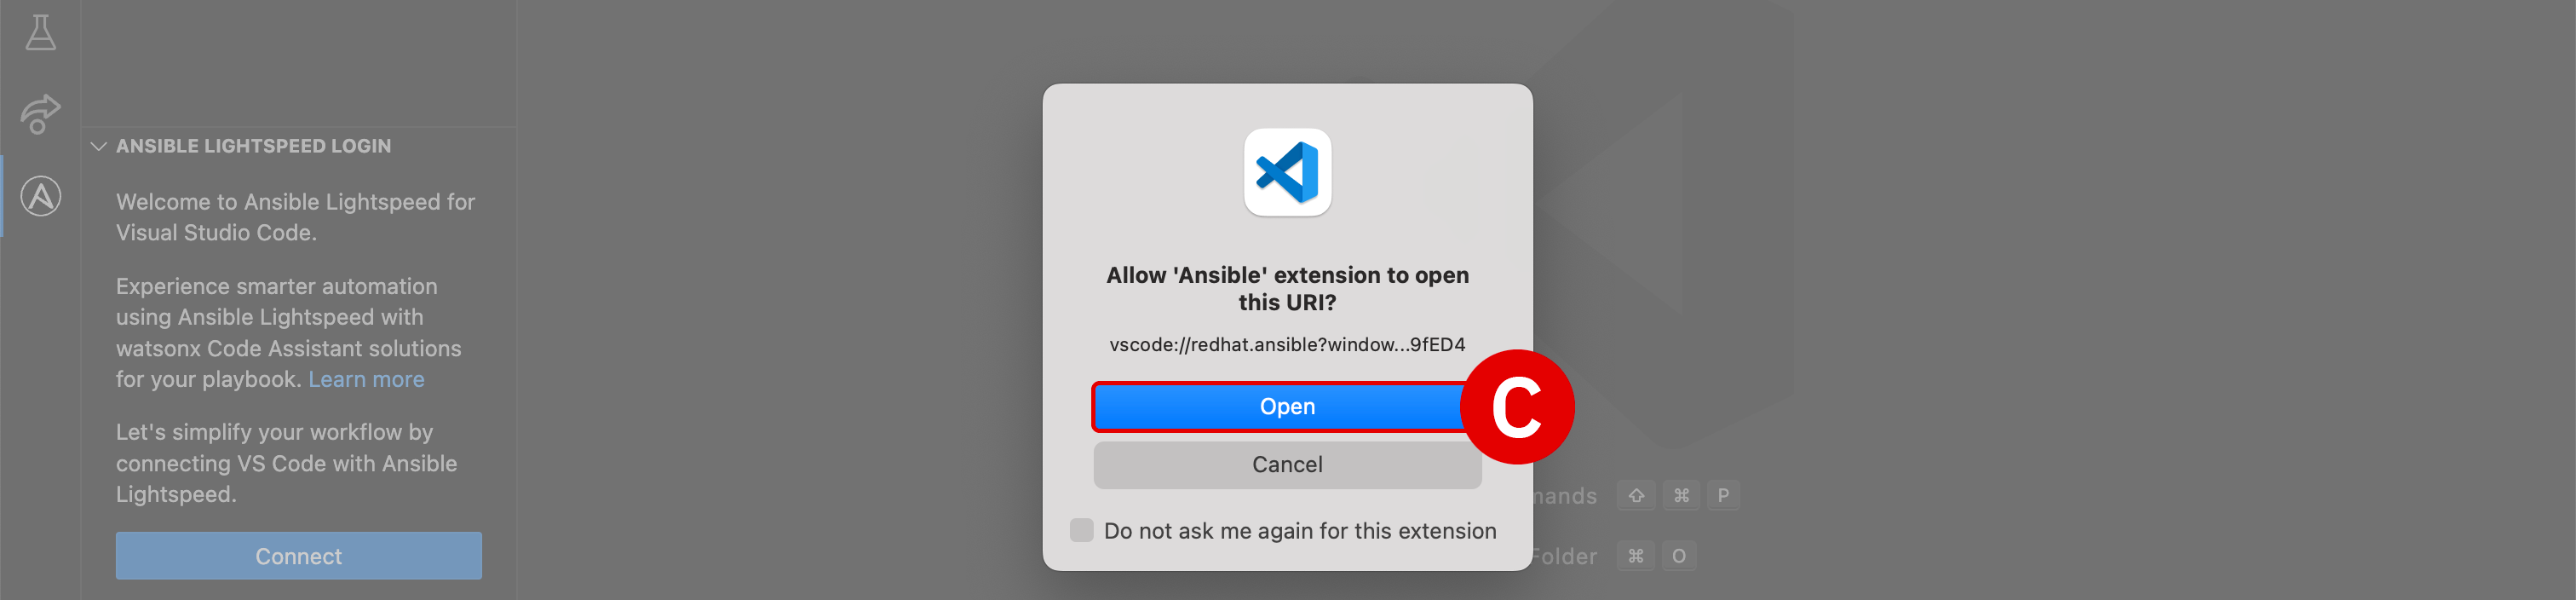 ANSIBLE LIGHTSPEED LOGIN
Welcome to Ansible Lightspeed for
Visual Studio Code.
Experience smarter automation
using Ansible Lightspeed with
watsonx Code Assistant solutions
for your playbook. Learn more
Let's simplify your workflow by
connecting VS Code with Ansible
Lightspeed.
Connect
Allow 'Ansible' extension to open
this URI?
vscode://redhat.ansible?window...9fED4
Open
C
Cancel
Do not ask me again for this extension
mands ⇧ ⌘ P
Folder ⌘ O